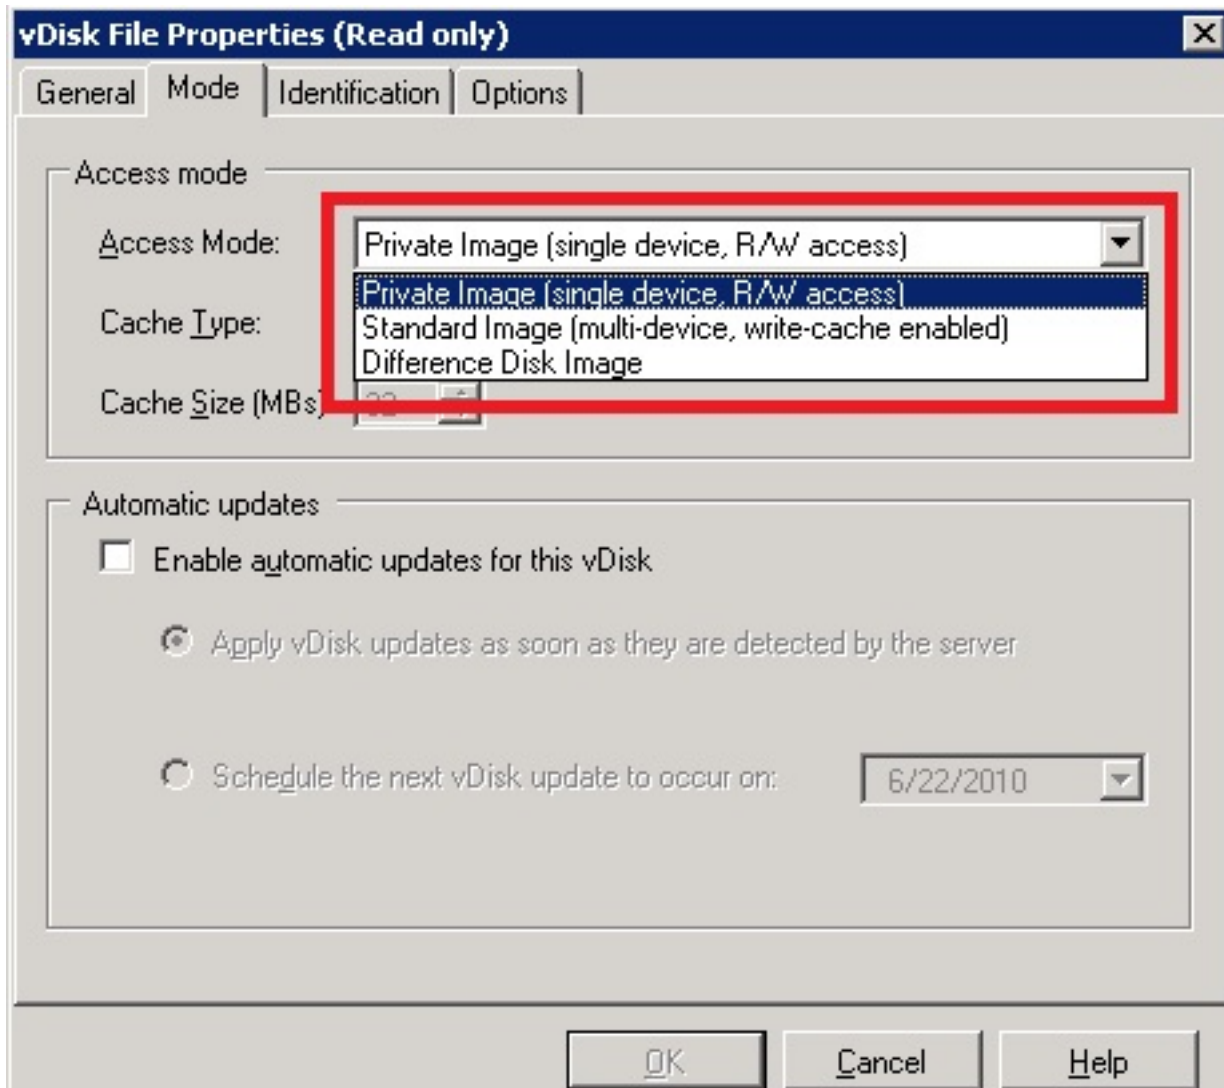 vDisk File Properties (Read only)
General Mode Identification Options
Access mode
Access Mode: Private Image (single device, R/W access)
Private Image (single device, R/W access)
Cache Type: Standard Image (multi-device, write-cache enabled)
Difference Disk Image
Cache Size (MBs)
Automatic updates
Enable automatic updates for this vDisk
Apply vDisk updates as soon as they are detected by the server
Schedule the next vDisk update to occur on: 6/22/2010
OK Cancel Help